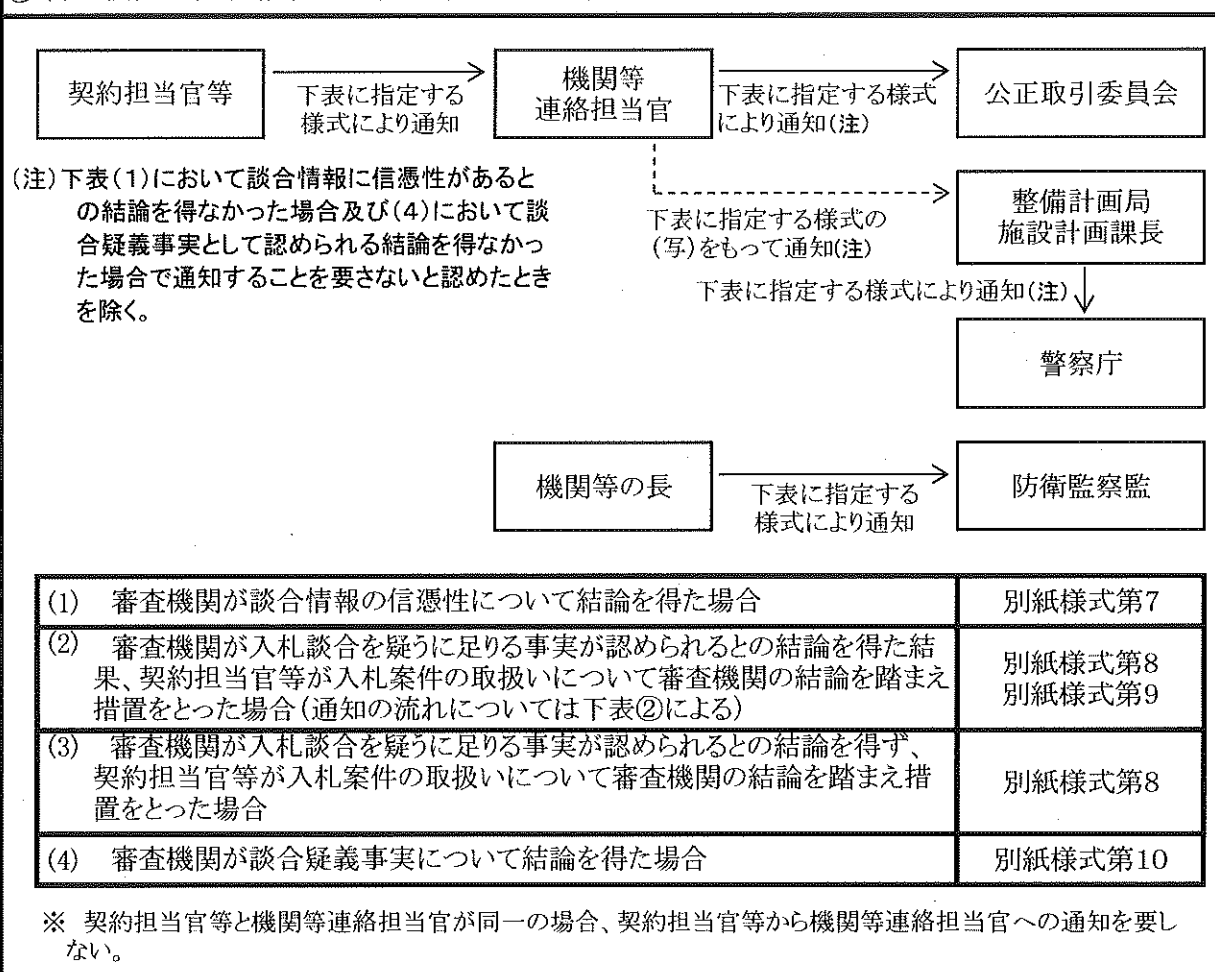 契約担当官等
下表に指定する
様式により通知
機関等
連絡担当官
下表に指定する様式
により通知(注)
公正取引委員会
(注)下表(1)において談合情報に信憑性があると
の結論を得なかった場合及び(4)において談
合疑義事実として認められる結論を得なかっ
た場合で通知することを要さないと認めたとき
を除く。
下表に指定する様式の
(写)をもって通知(注)
整備計画局
施設計画課長
下表に指定する様式により通知(注)
警察庁
機関等の長
下表に指定する
様式により通知
防衛監察監
(1) 審査機関が談合情報の信憑性について結論を得た場合
別紙様式第7
(2) 審査機関が入札談合を疑うに足りる事実が認められるとの結論を得た結
果、契約担当官等が入札案件の取扱いについて審査機関の結論を踏まえ
措置をとった場合(通知の流れについては下表②による)
別紙様式第8
別紙様式第9
(3) 審査機関が入札談合を疑うに足りる事実が認められるとの結論を得ず、
契約担当官等が入札案件の取扱いについて審査機関の結論を踏まえ措
置をとった場合
別紙様式第8
(4) 審査機関が談合疑義事実について結論を得た場合
別紙様式第10
※ 契約担当官等と機関等連絡担当官が同一の場合、契約担当官等から機関等連絡担当官への通知を要し
ない。